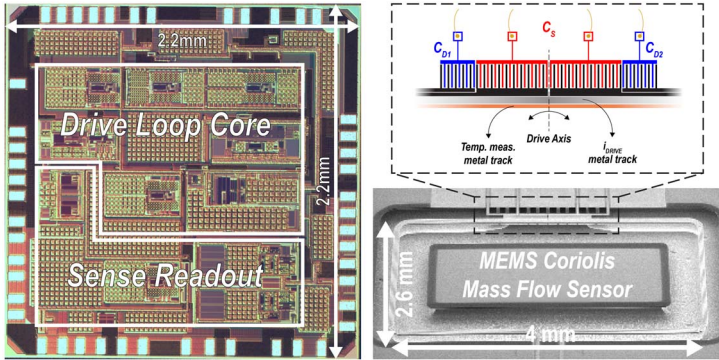 2.2mm
Drive Loop Core
2.2mm
Sense Readout
C_D1
C_S
C_D2
Temp. meas.
metal track
Drive Axis
i_DRIVE
metal track
MEMS Coriolis
Mass Flow Sensor
2.6 mm
4 mm